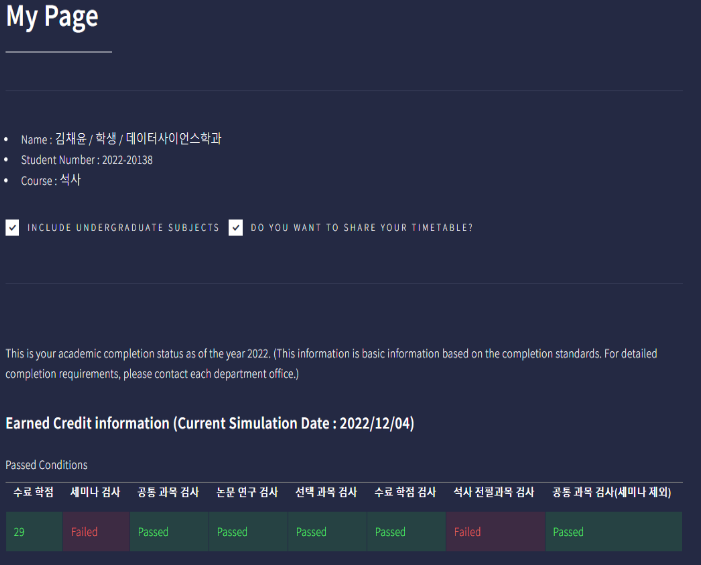 My Page
Name : 김채윤 / 학생 / 데이터사이언스학과
Student Number : 2022-20138
Course : 석사
INCLUDE UNDERGRADUATE SUBJECTS DO YOU WANT TO SHARE YOUR TIMETABLE?
This is your academic completion status as of the year 2022. (This information is basic information based on the completion standards. For detailed
completion requirements, please contact each department office.)
Earned Credit information (Current Simulation Date : 2022/12/04)
Passed Conditions
수료 학점 세미나 검사 공통 과목 검사 논문 연구 검사 선택 과목 검사 수료 학점 검사 석사 전필과목 검사 공통 과목 검사(세미나 제외)
29 Failed Passed Passed Passed Passed Failed Passed